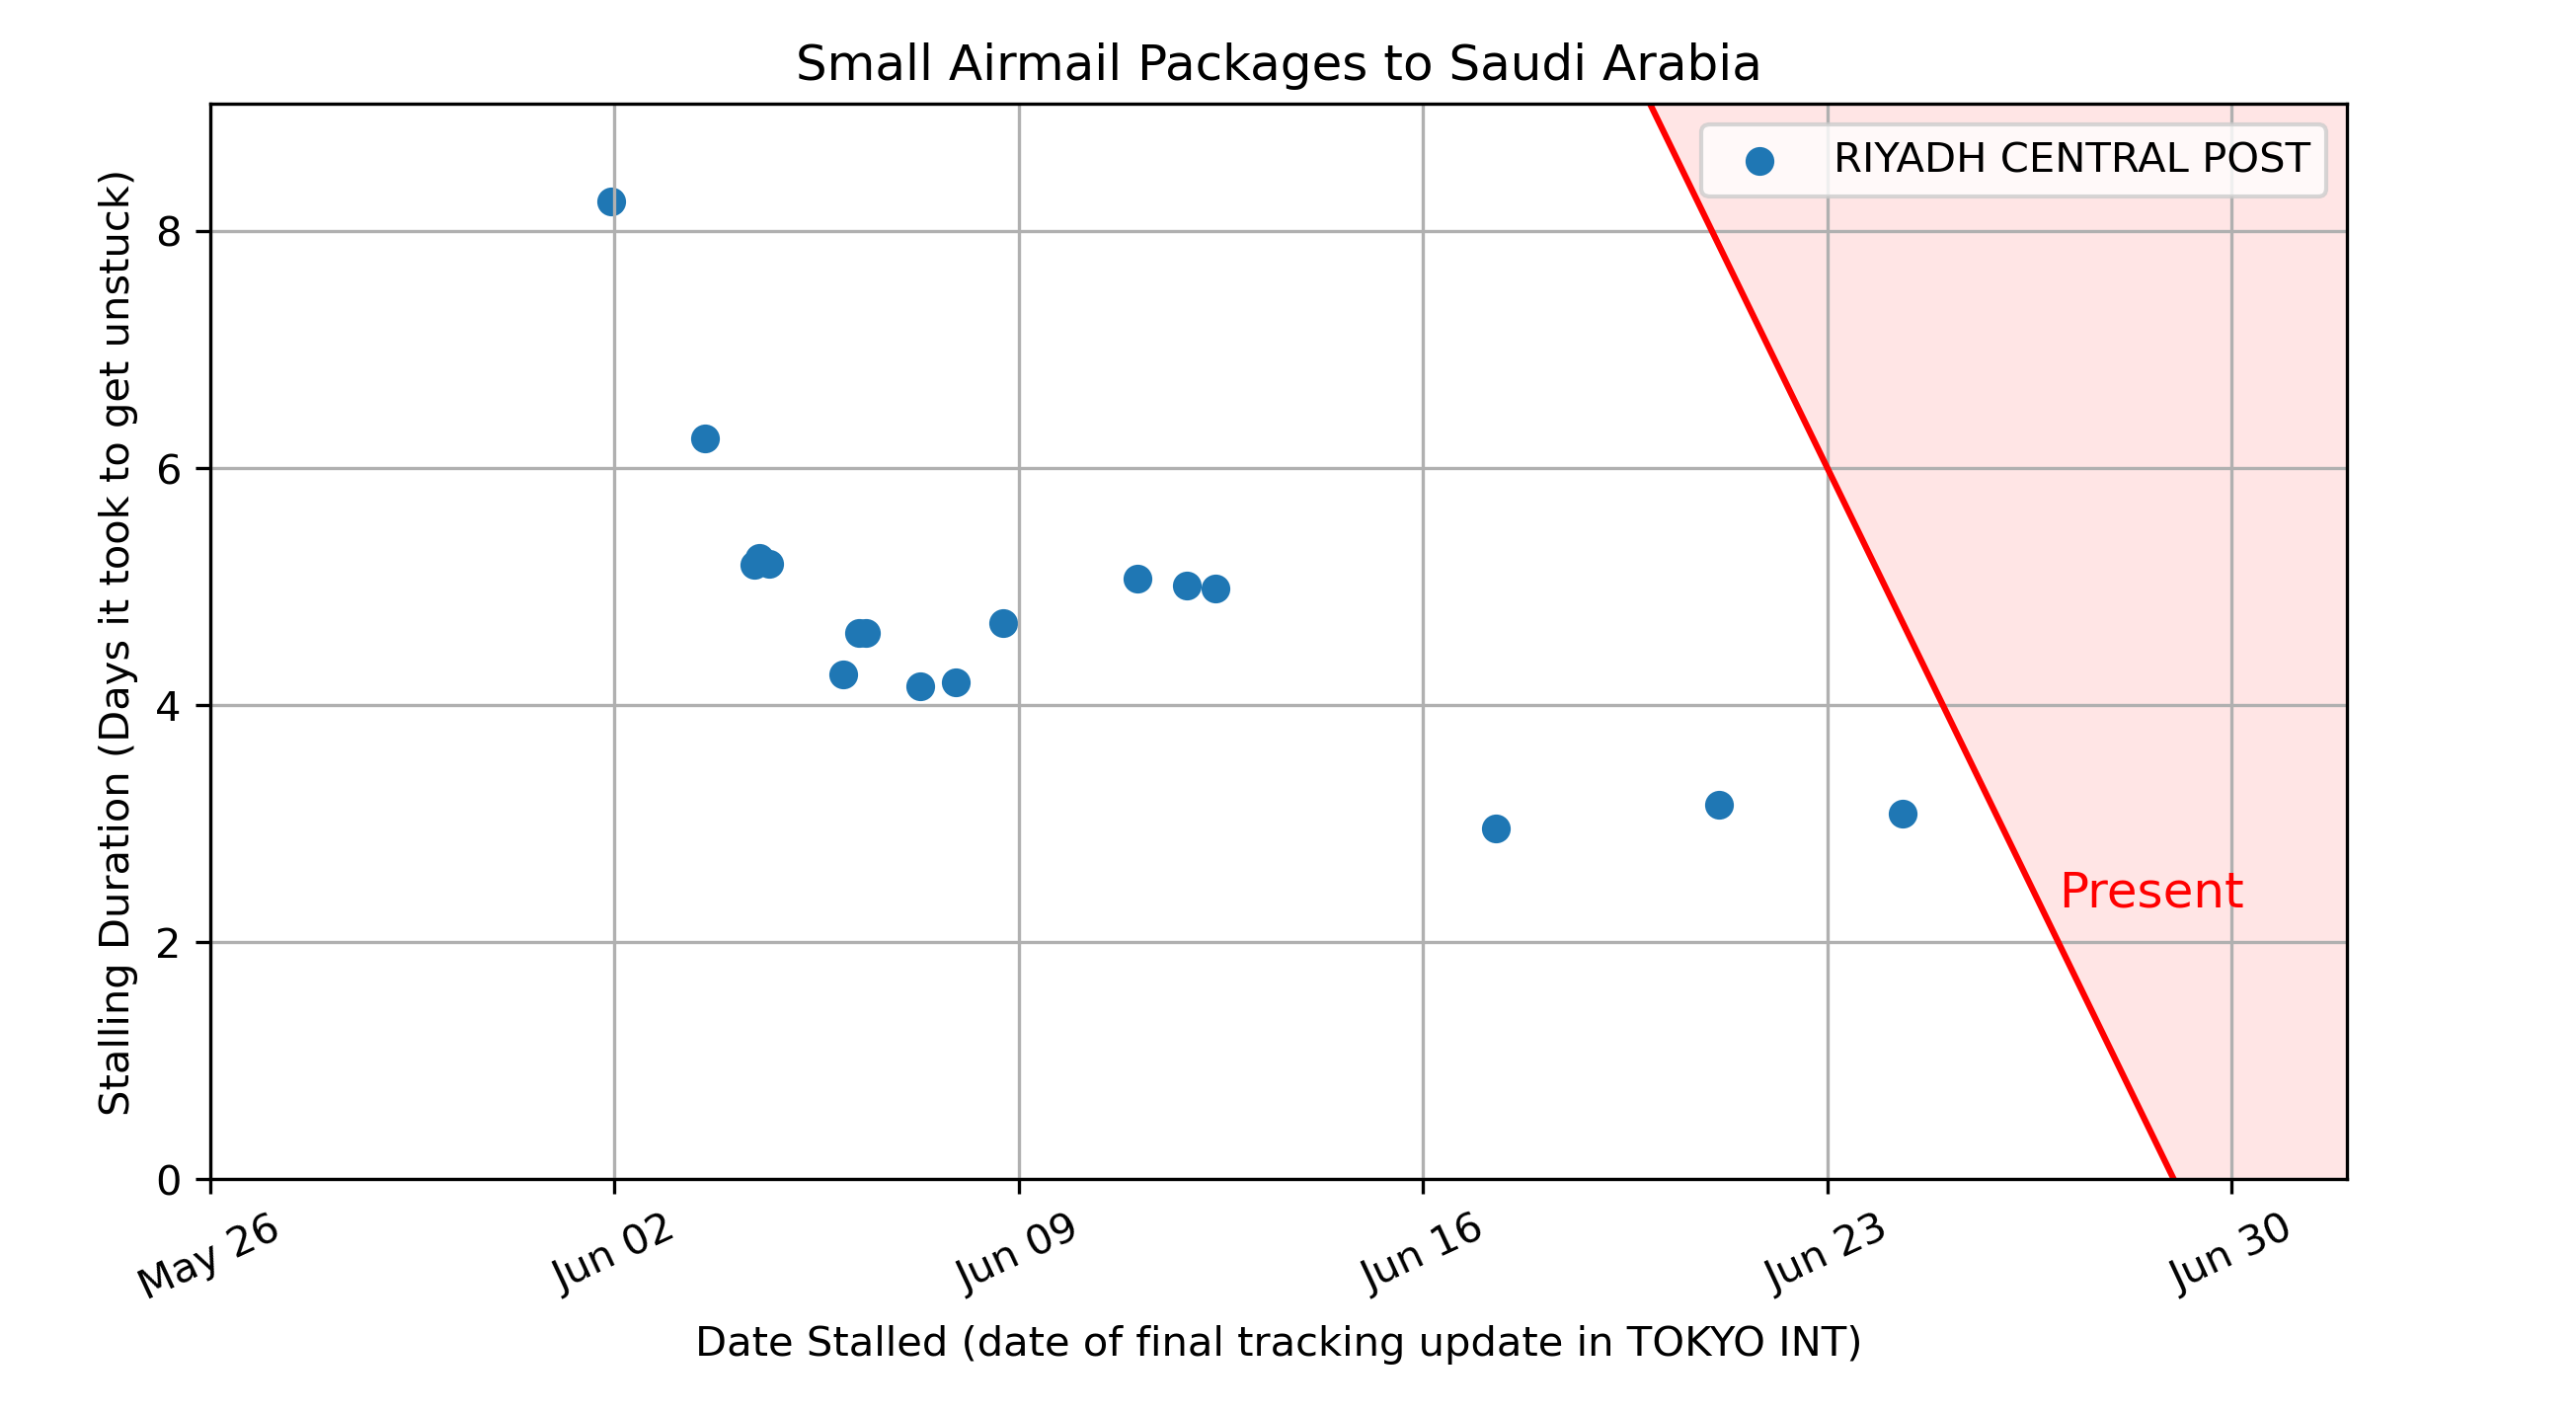 Small Airmail Packages to Saudi Arabia
RIYADH CENTRAL POST
Stalling Duration (Days it took to get unstuck)
8
6
4
2
0
Present
May 26
Jun 02
Jun 09
Jun 16
Jun 23
Jun 30
Date Stalled (date of final tracking update in TOKYO INT)